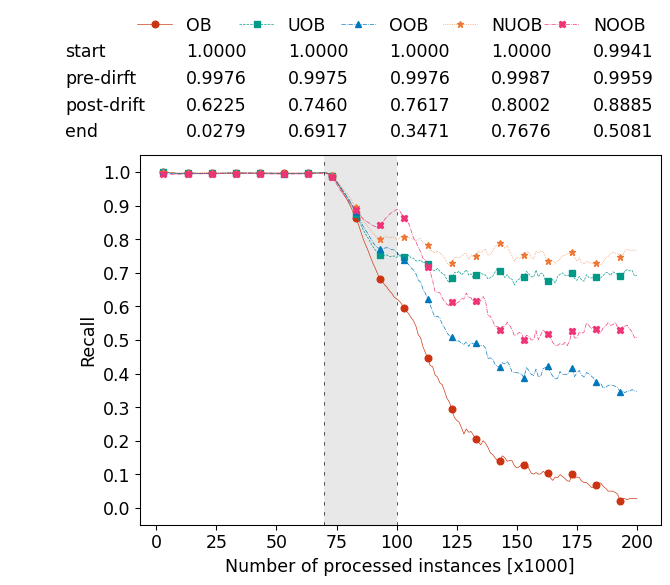 OB UOB OOB NUOB NOOB
start 1.0000 1.0000 1.0000 1.0000 0.9941
pre-dirft 0.9976 0.9975 0.9976 0.9987 0.9959
post-drift 0.6225 0.7460 0.7617 0.8002 0.8885
end 0.0279 0.6917 0.3471 0.7676 0.5081
1.0
0.9
0.8
0.7
0.6
0.5
0.4
0.3
0.2
0.1
0.0
Recall
0 25 50 75 100 125 150 175 200
Number of processed instances [x1000]